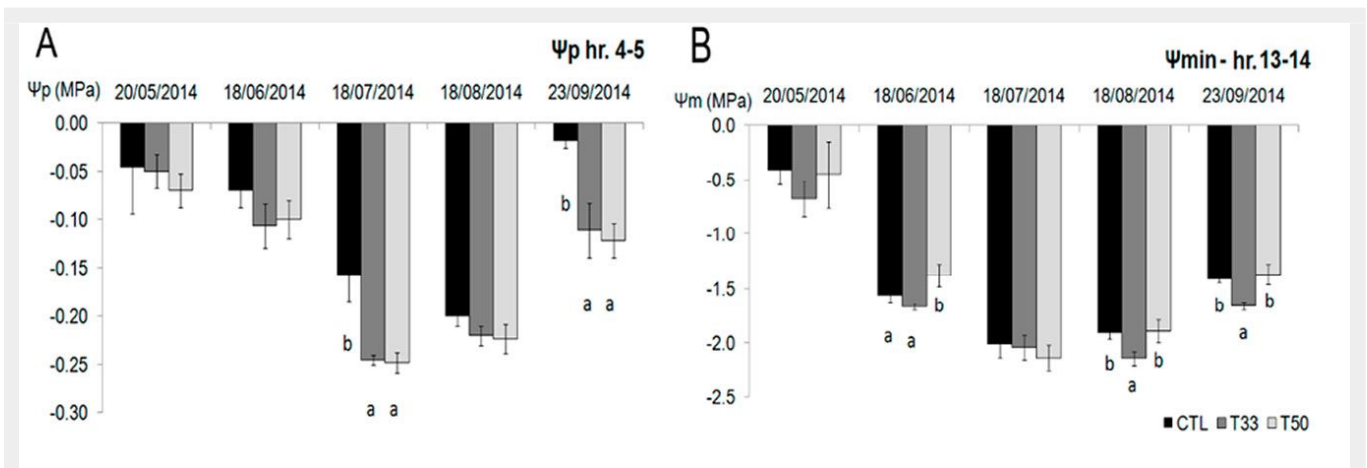 A
Ψp hr. 4-5
Ψp (MPa) 20/05/2014 18/06/2014 18/07/2014 18/08/2014 23/09/2014
0.00
-0.05
-0.10
-0.15
-0.20
-0.25
-0.30
b
a a
b
a a
B
Ψmin - hr.13-14
Ψm (MPa) 20/05/2014 18/06/2014 18/07/2014 18/08/2014 23/09/2014
0.0
-0.5
-1.0
-1.5
-2.0
-2.5
a a b
b a b
b a b
CTL T33 T50